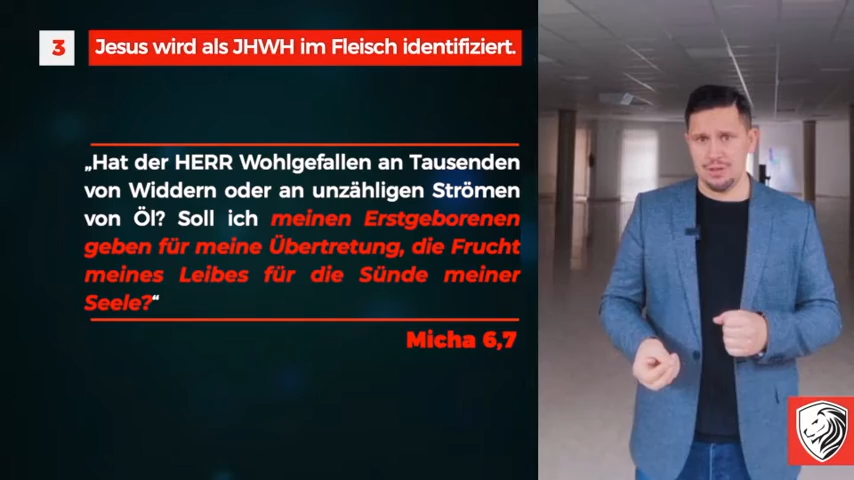 3
Jesus wird als JHWH im Fleisch identifiziert.
„Hat der HERR Wohlgefallen an Tausenden
von Widdern oder an unzähligen Strömen
von Öl? Soll ich meinen Erstgeborenen
geben für meine Übertretung, die Frucht
meines Leibes für die Sünde meiner
Seele?“
Micha 6,7